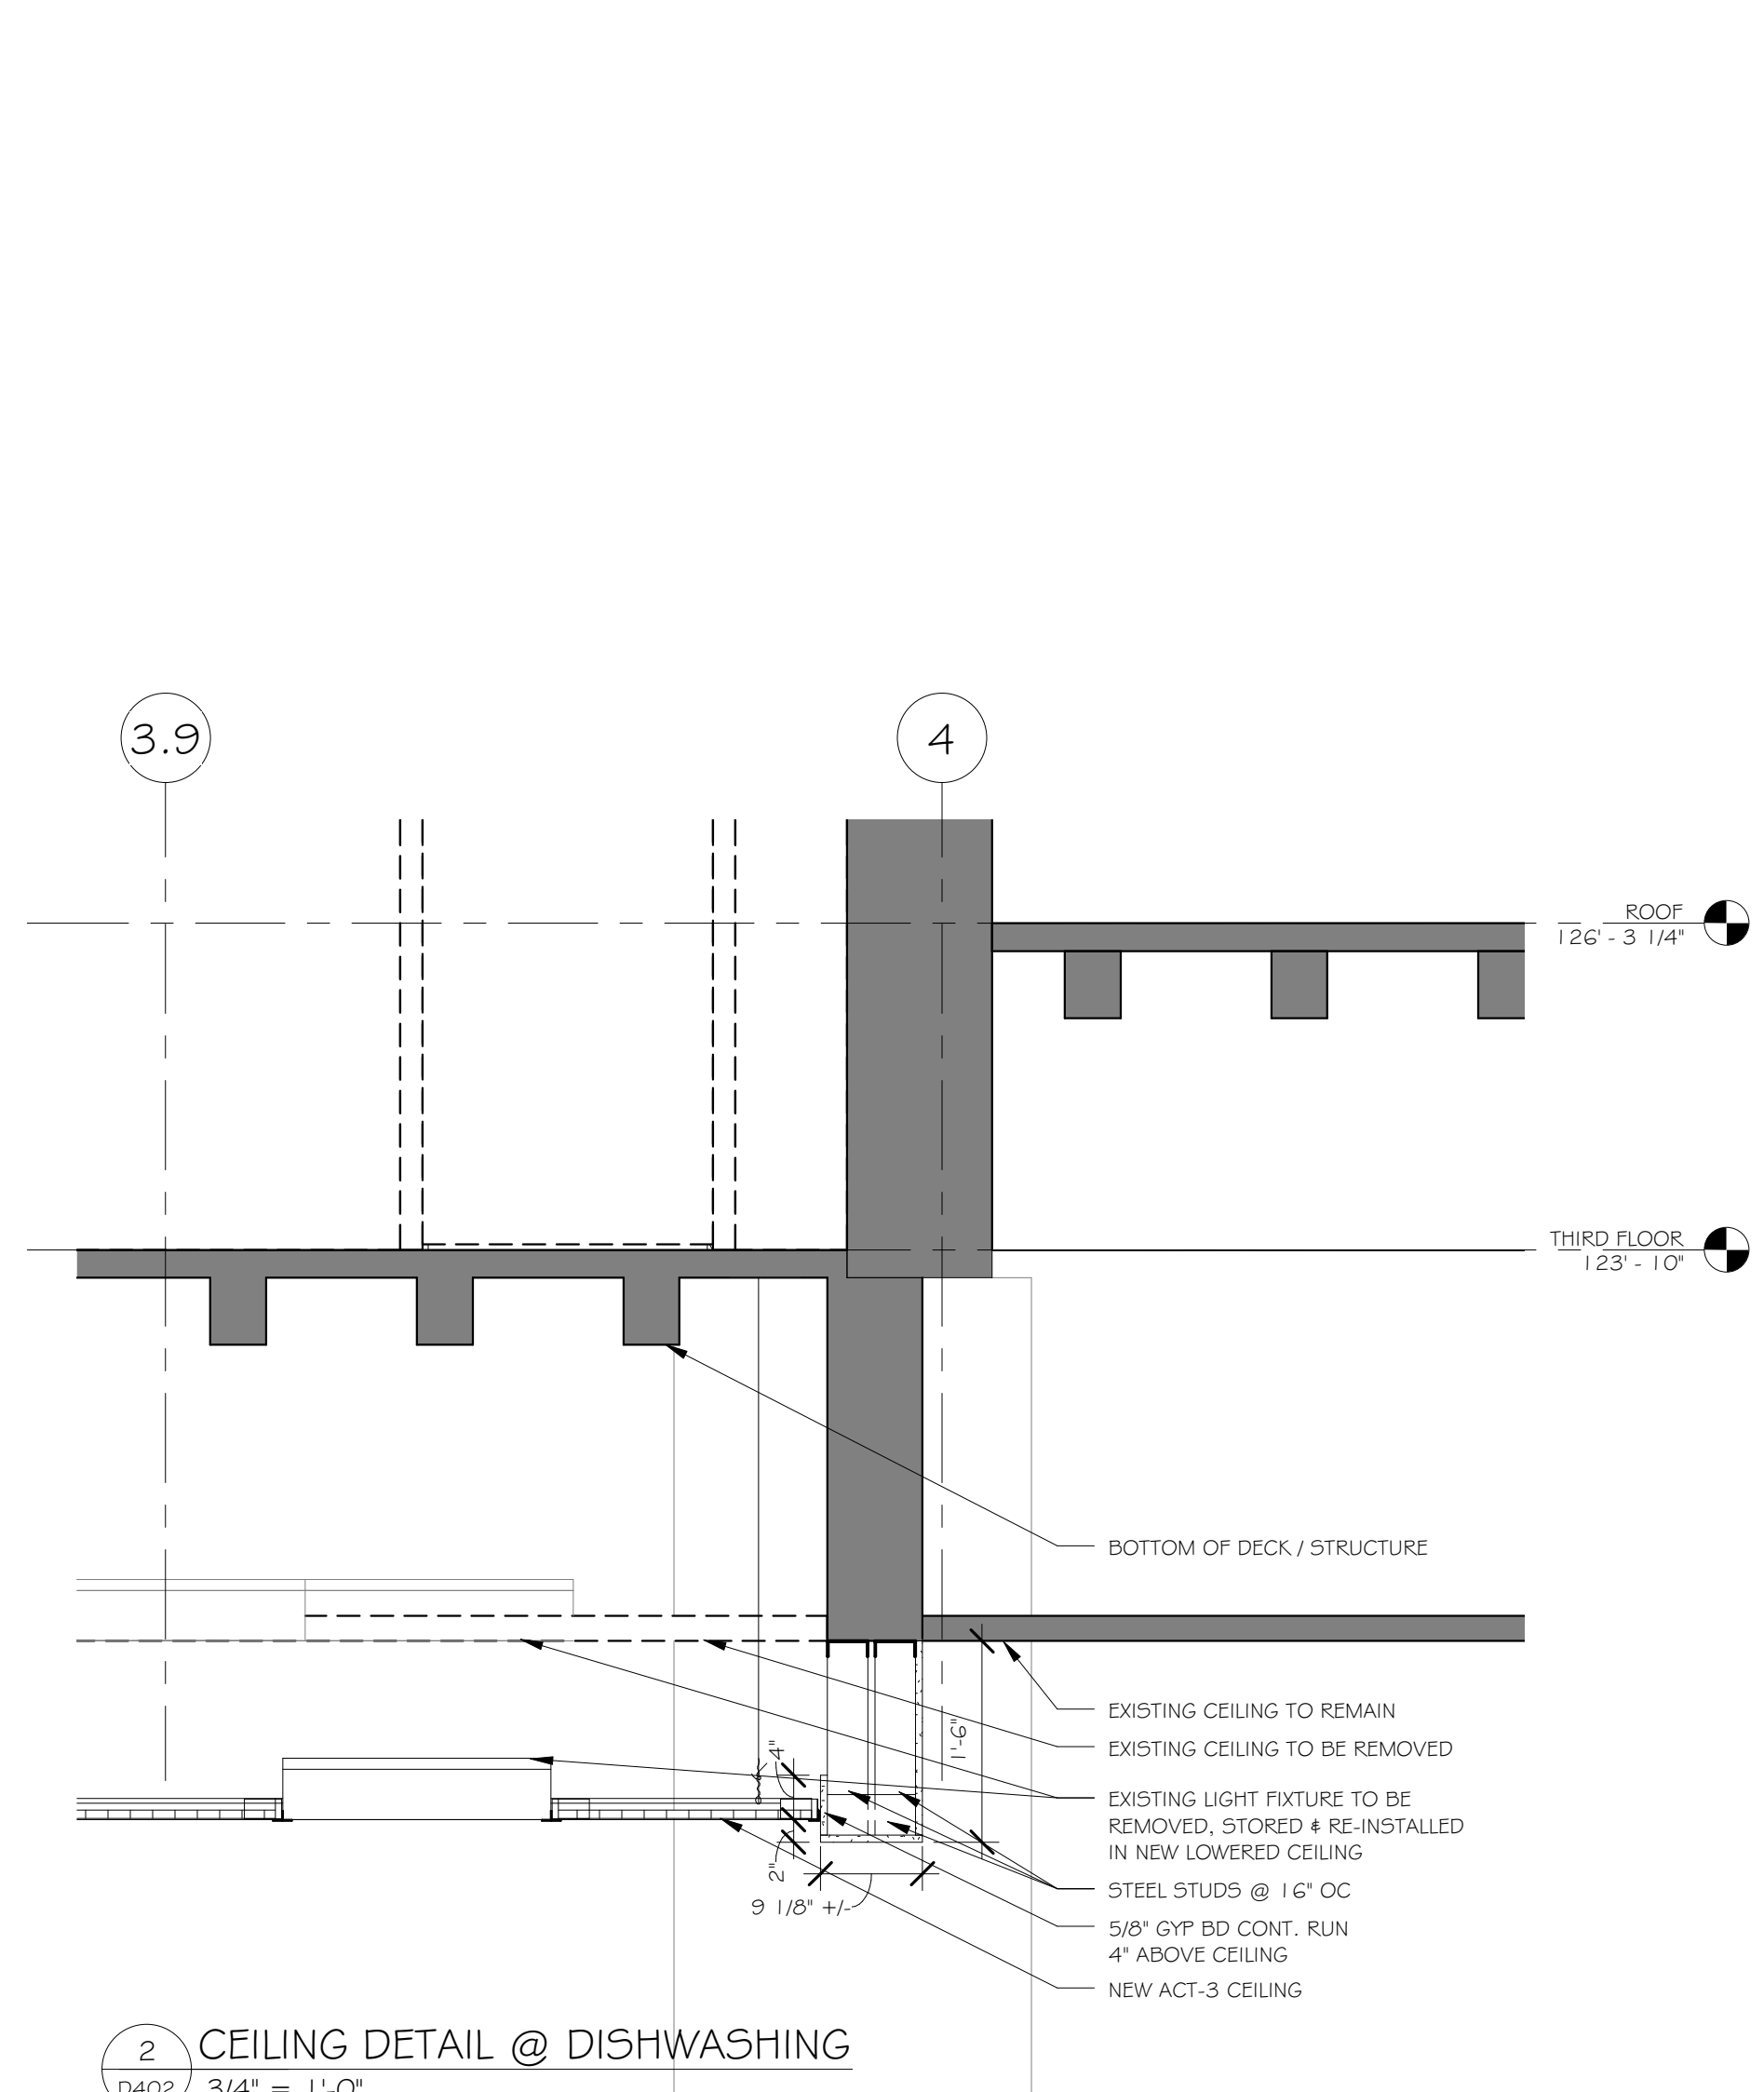 3.9
4
ROOF
126' - 3 1/4"
THIRD FLOOR
123' - 10"
BOTTOM OF DECK / STRUCTURE
EXISTING CEILING TO REMAIN
EXISTING CEILING TO BE REMOVED
1'-6"
4"
EXISTING LIGHT FIXTURE TO BE
REMOVED, STORED & RE-INSTALLED
IN NEW LOWERED CEILING
2"
STEEL STUDS @ 16" OC
9 1/8" +/-
5/8" GYP BD CONT. RUN
4" ABOVE CEILING
NEW ACT-3 CEILING
2
CEILING DETAIL @ DISHWASHING
D402
3/4" = 1'-0"